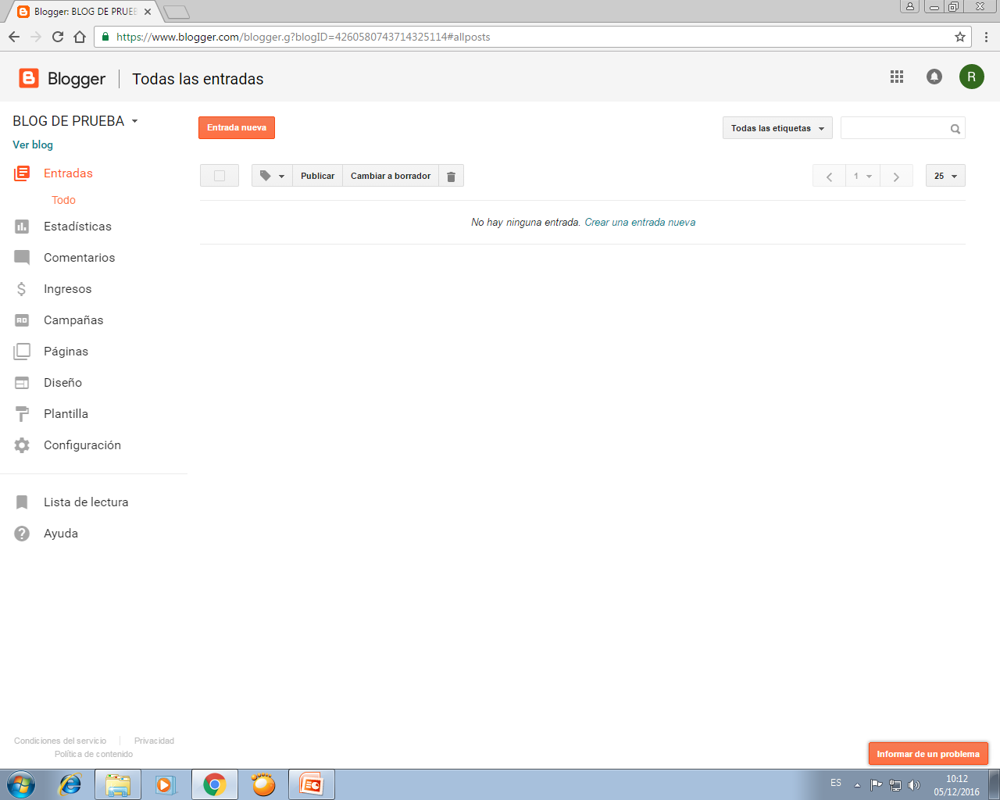 Blogger: BLOG DE PRUEB
https://www.blogger.com/blogger.g?blogID=4260580743714325114#allposts
Blogger Todas las entradas R
BLOG DE PRUEBA
Ver blog
Entrada nueva
Todas las etiquetas
Entradas
Todo
Estadísticas
Comentarios
Ingresos
Campañas
Páginas
Diseño
Plantilla
Configuración
Lista de lectura
Ayuda
Publicar Cambiar a borrador 1 25
No hay ninguna entrada. Crear una entrada nueva
Condiciones del servicio Privacidad
Política de contenido
Informar de un problema
ES 10:12
05/12/2016